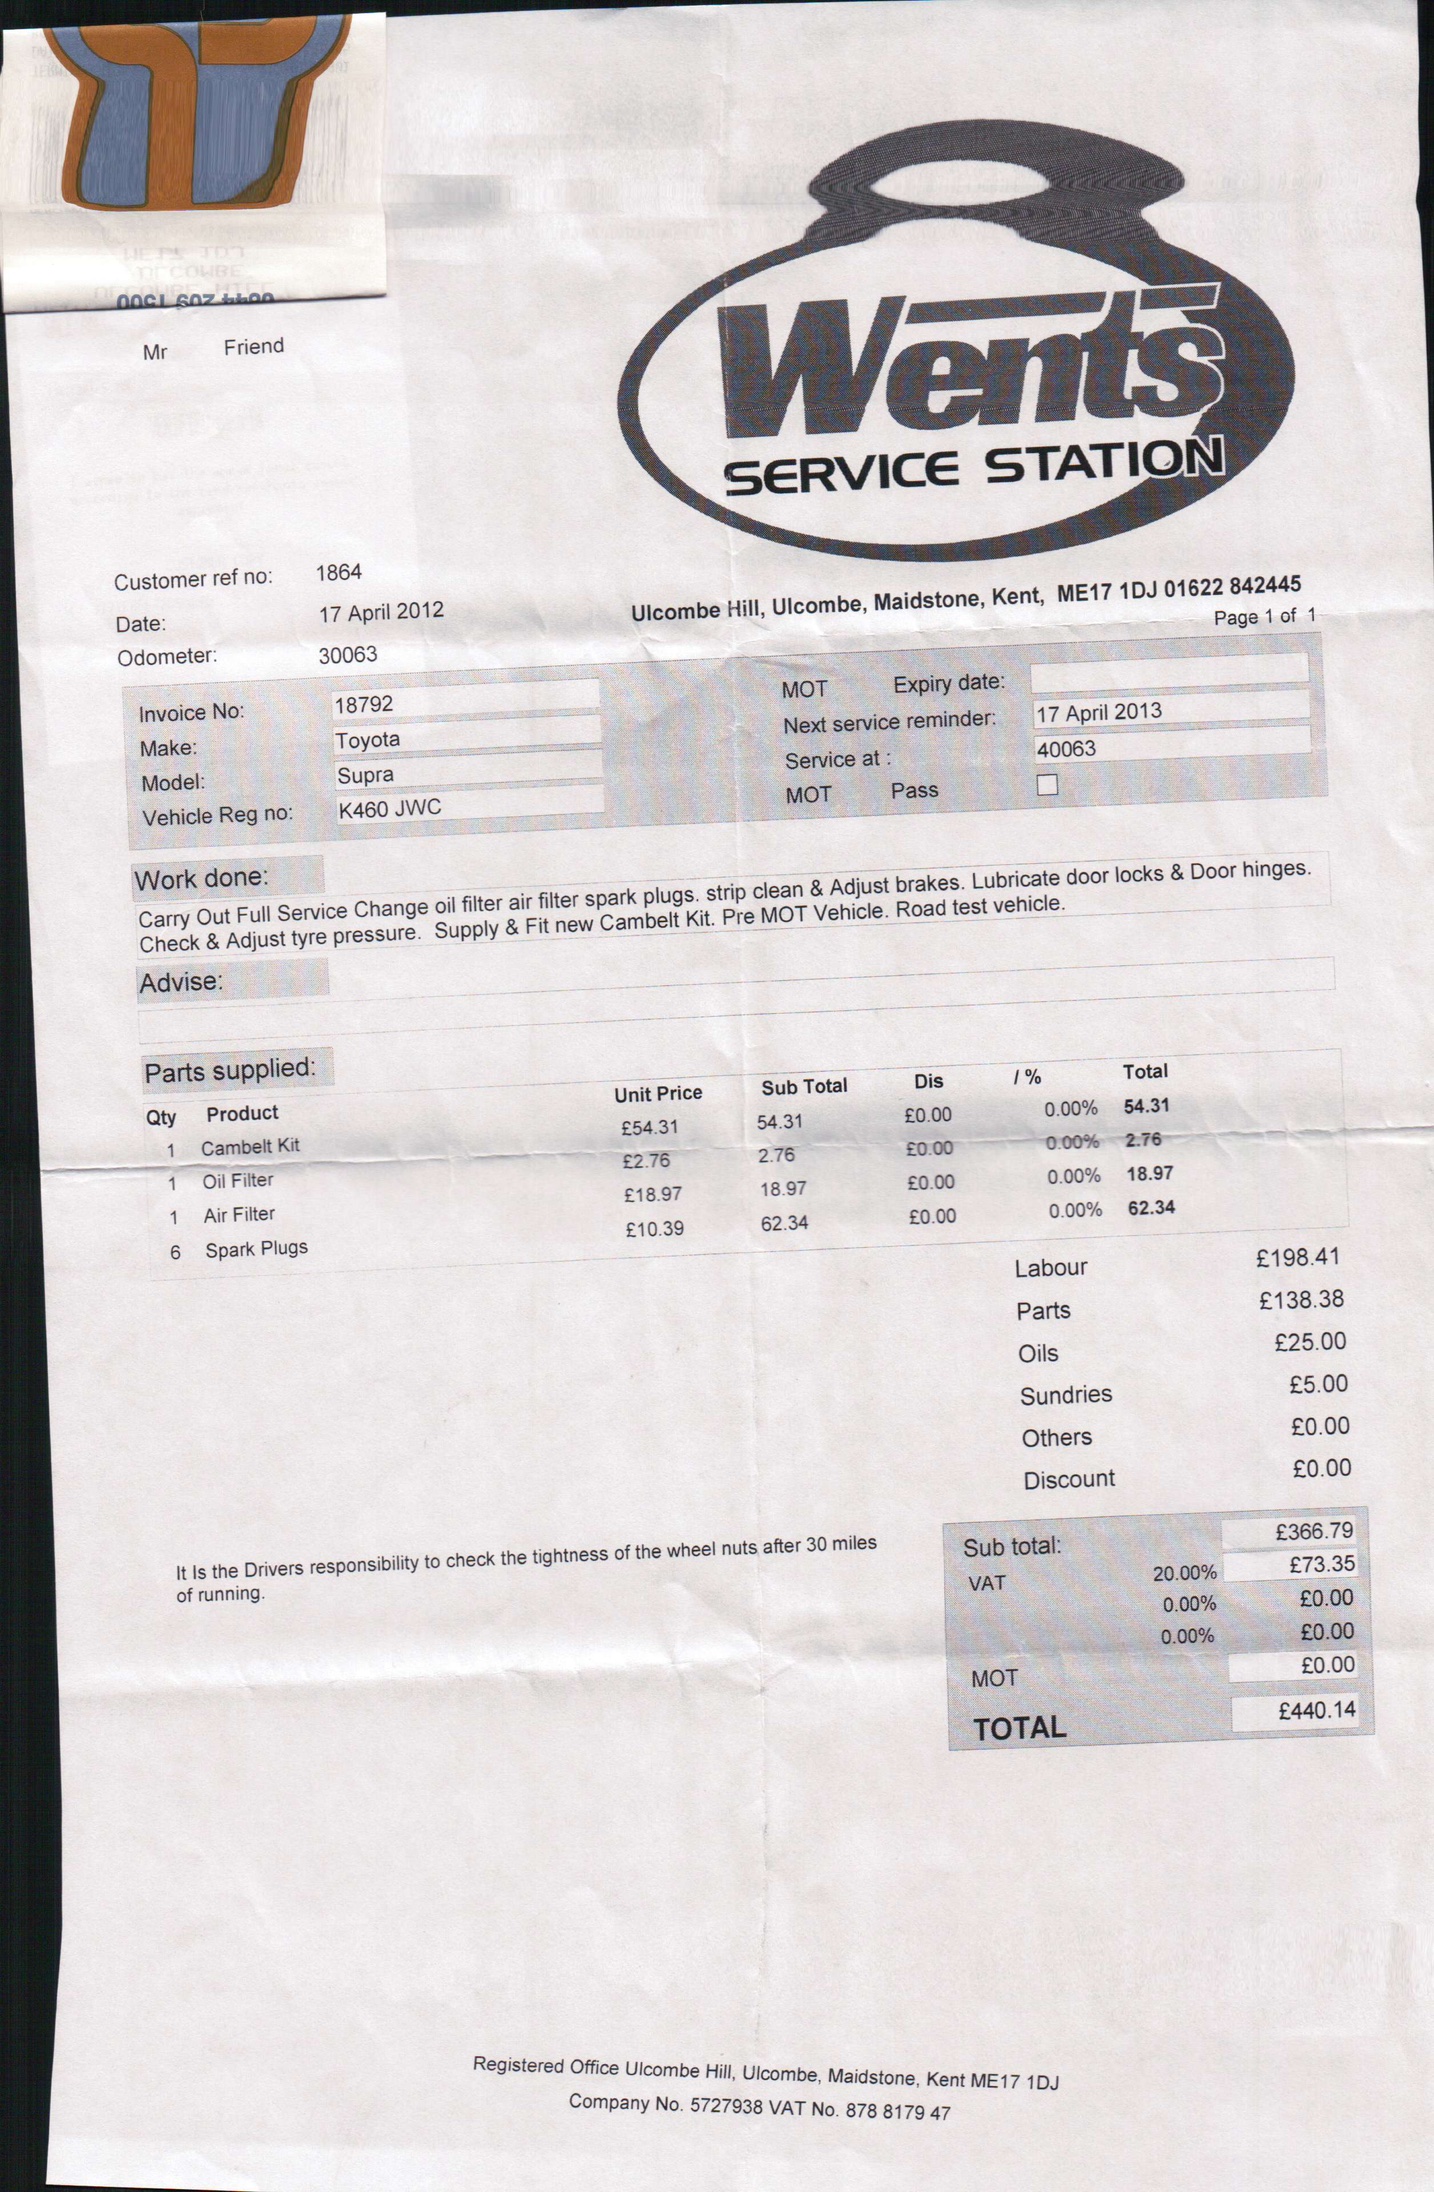 0844 209 1500
Mr Friend
Wents
SERVICE STATION
Ulcombe Hill, Ulcombe, Maidstone, Kent, ME17 1DJ 01622 842445
Page 1 of 1
Customer ref no: 1864
Date: 17 April 2012
Odometer: 30063
Invoice No: 18792
Make: Toyota
Model: Supra
Vehicle Reg no: K460 JWC
MOT Expiry date:
Next service reminder: 17 April 2013
Service at : 40063
MOT Pass
Work done:
Carry Out Full Service Change oil filter air filter spark plugs. strip clean & Adjust brakes. Lubricate door locks & Door hinges.
Check & Adjust tyre pressure. Supply & Fit new Cambelt Kit. Pre MOT Vehicle. Road test vehicle.
Advise:
Parts supplied:
Qty Product Unit Price Sub Total Dis / % Total
1 Cambelt Kit £54.31 54.31 £0.00 0.00% 54.31
1 Oil Filter £2.76 2.76 £0.00 0.00% 2.76
1 Air Filter £18.97 18.97 £0.00 0.00% 18.97
6 Spark Plugs £10.39 62.34 £0.00 0.00% 62.34
Labour £198.41
Parts £138.38
Oils £25.00
Sundries £5.00
Others £0.00
Discount £0.00
It Is the Drivers responsibility to check the tightness of the wheel nuts after 30 miles
of running.
Sub total: £366.79
VAT 20.00% £73.35
0.00% £0.00
0.00% £0.00
MOT £0.00
TOTAL £440.14
Registered Office Ulcombe Hill, Ulcombe, Maidstone, Kent ME17 1DJ
Company No. 5727938 VAT No. 878 8179 47